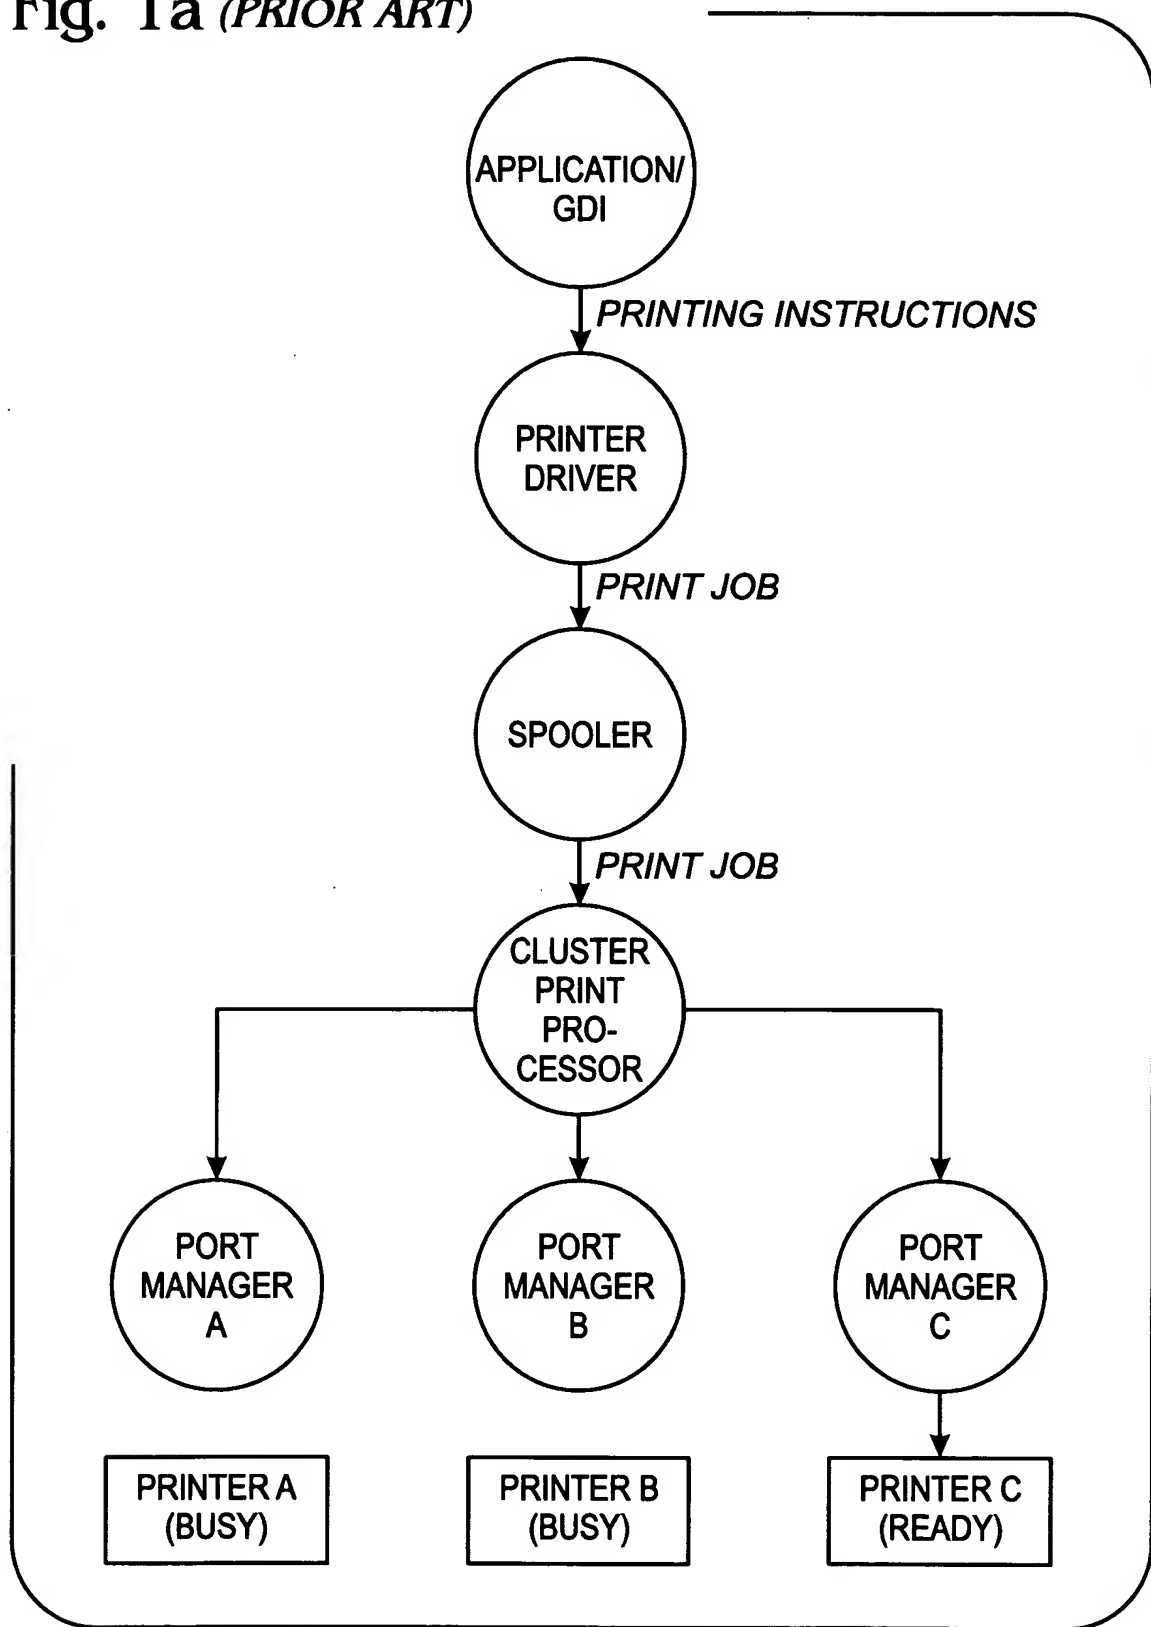 Fig. 1a (PRIOR ART)
APPLICATION/
GDI
PRINTING INSTRUCTIONS
PRINTER
DRIVER
PRINT JOB
SPOOLER
PRINT JOB
CLUSTER
PRINT
PRO-
CESSOR
PORT
MANAGER
A
PORT
MANAGER
B
PORT
MANAGER
C
PRINTER A
(BUSY)
PRINTER B
(BUSY)
PRINTER C
(READY)